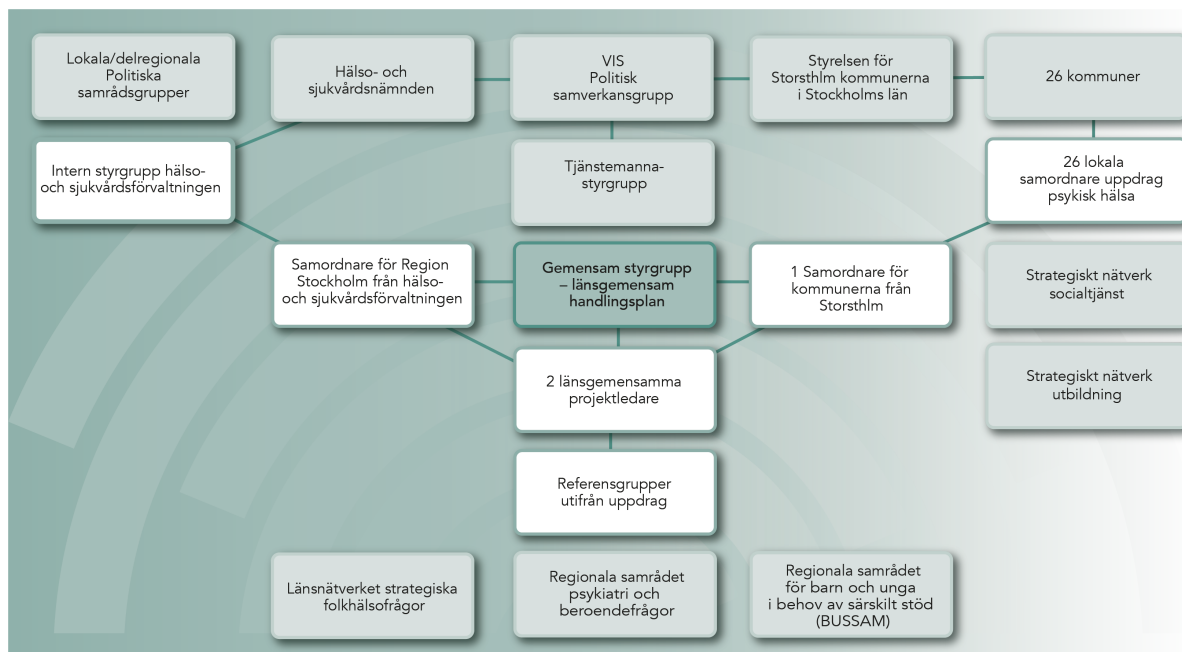 Lokala/delregionala
Politiska
samrådsgrupper
Hälso- och
sjukvårdsnämnden
VIS
Politisk
samverkansgrupp
Styrelsen för
Storsthlm kommunerna
i Stockholms län
26 kommuner
Intern styrgrupp hälso-
och sjukvårdsförvaltningen
Tjänstemanna-
styrgrupp
26 lokala
samordnare uppdrag
psykisk hälsa
Samordnare för Region
Stockholm från hälso-
och sjukvårdsförvaltningen
Gemensam styrgrupp
– länsgemensam
handlingsplan
1 Samordnare för
kommunerna från
Storsthlm
Strategiskt nätverk
socialtjänst
2 länsgemensamma
projektledare
Strategiskt nätverk
utbildning
Referensgrupper
utifrån uppdrag
Länsnätverket strategiska
folkhälsofrågor
Regionala samrådet
psykiatri och
beroendefrågor
Regionala samrådet
för barn och unga
i behov av särskilt stöd
(BUSSAM)